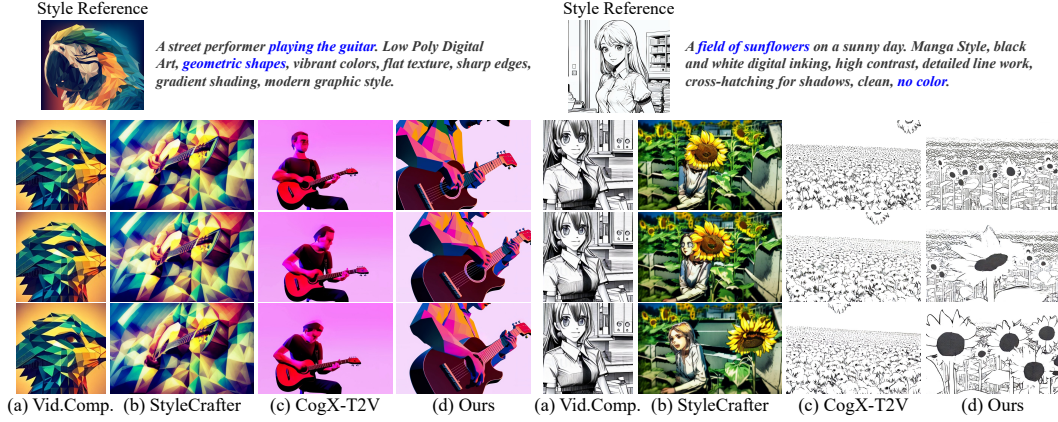 Style Reference
A street performer playing the guitar. Low Poly Digital
Art, geometric shapes, vibrant colors, flat texture, sharp edges,
gradient shading, modern graphic style.
Style Reference
A field of sunflowers on a sunny day. Manga Style, black
and white digital inking, high contrast, detailed line work,
cross-hatching for shadows, clean, no color.
(a) Vid.Comp. (b) StyleCrafter (c) CogX-T2V (d) Ours
(a) Vid.Comp. (b) StyleCrafter (c) CogX-T2V (d) Ours